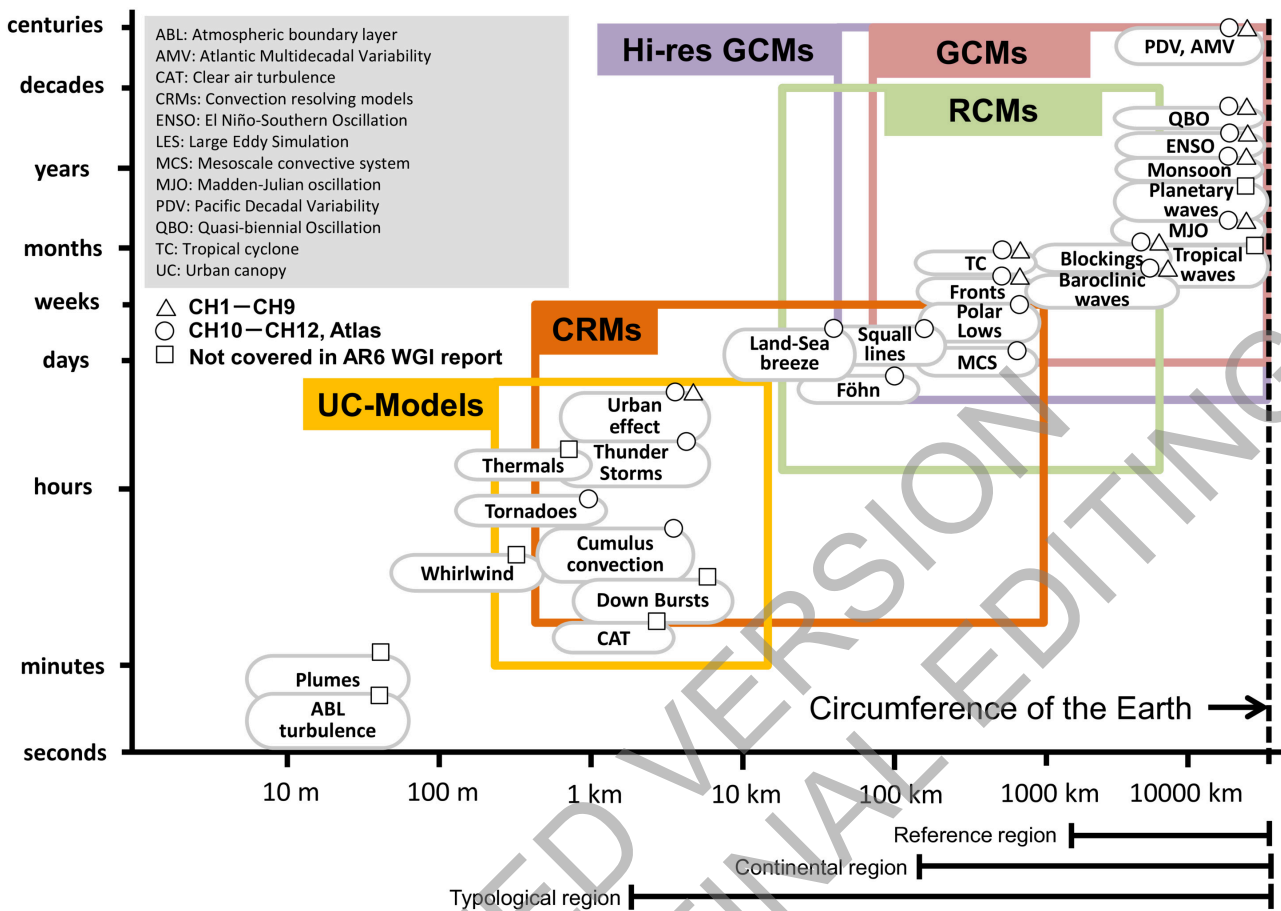 centuries
decades
years
months
weeks
days
hours
minutes
seconds
ABL: Atmospheric boundary layer
AMV: Atlantic Multidecadal Variability
CAT: Clear air turbulence
CRMs: Convection resolving models
ENSO: El Niño-Southern Oscillation
LES: Large Eddy Simulation
MCS: Mesoscale convective system
MJO: Madden-Julian oscillation
PDV: Pacific Decadal Variability
QBO: Quasi-biennial Oscillation
TC: Tropical cyclone
UC: Urban canopy
CH1—CH9
CH10—CH12, Atlas
Not covered in AR6 WGI report
Hi-res GCMs
GCMs
RCMs
CRMs
UC-Models
PDV, AMV
QBO
ENSO
Monsoon
Planetary
waves
MJO
Tropical
waves
Blockings
Baroclinic
waves
TC
Fronts
Polar
Lows
MCS
Squall
lines
Land-Sea
breeze
Föhn
Urban
effect
Thunder
Storms
Thermals
Tornadoes
Cumulus
convection
Whirlwind
Down Bursts
CAT
Plumes
ABL
turbulence
Circumference of the Earth
10 m
100 m
1 km
10 km
100 km
1000 km
10000 km
Reference region
Continental region
Typological region
ED VERSION
FINAL EDITING